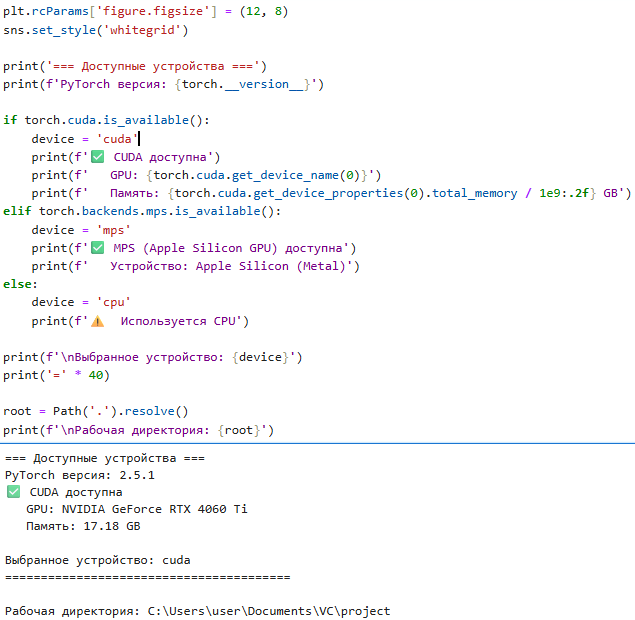 plt.rcParams['figure.figsize'] = (12, 8)
sns.set_style('whitegrid')

print('=== Доступные устройства ===')
print(f'PyTorch версия: {torch.__version__}')

if torch.cuda.is_available():
    device = 'cuda'
    print(f'✅ CUDA доступна')
    print(f'   GPU: {torch.cuda.get_device_name(0)}')
    print(f'   Память: {torch.cuda.get_device_properties(0).total_memory / 1e9:.2f} GB')
elif torch.backends.mps.is_available():
    device = 'mps'
    print(f'✅ MPS (Apple Silicon GPU) доступна')
    print(f'   Устройство: Apple Silicon (Metal)')
else:
    device = 'cpu'
    print(f'⚠️  Используется CPU')

print(f'\nВыбранное устройство: {device}')
print('=' * 40)

root = Path('.').resolve()
print(f'\nРабочая директория: {root}')
=== Доступные устройства ===
PyTorch версия: 2.5.1
✅ CUDA доступна
   GPU: NVIDIA GeForce RTX 4060 Ti
   Память: 17.18 GB

Выбранное устройство: cuda
========================================

Рабочая директория: C:\Users\user\Documents\VC\project